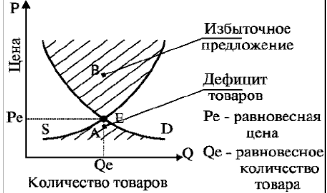 P
Цена
Избыточное
предложение
B
Дефицит
товаров
Pe
E
A
S
D
Pe - равновесная
цена
Q
Qe
Qe - равновесное
количество
товара
Количество товаров